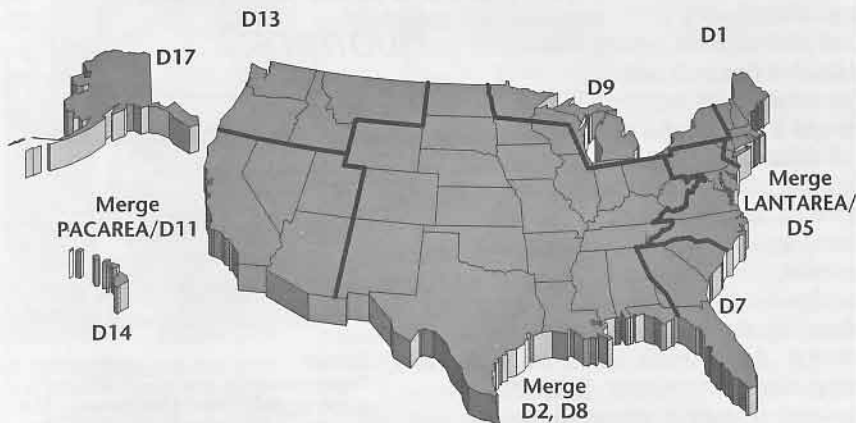 D13
D1
D17
D9
Merge
PACAREA/D11
Merge
LANTAREA/
D5
D14
D7
Merge
D2, D8